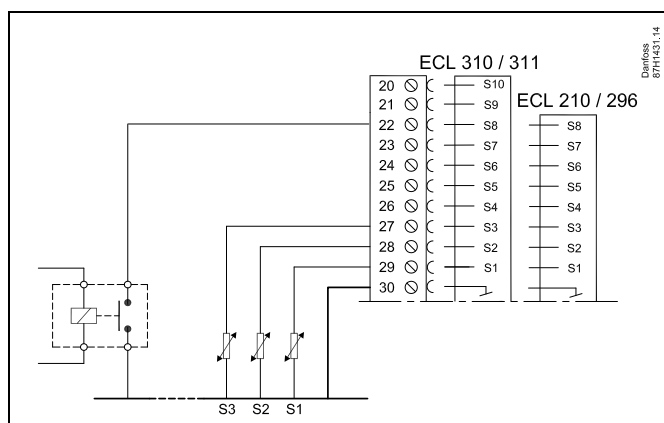 Danfoss
87H1431.14
ECL 310 / 311
ECL 210 / 296
20 S10
21 S9
22 S8 S8
23 S7 S7
24 S6 S6
25 S5 S5
26 S4 S4
27 S3 S3
28 S2 S2
29 S1 S1
30
S3 S2 S1